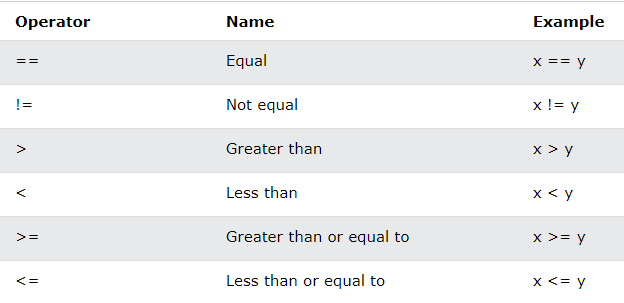 Operator Name Example
== Equal x == y
!= Not equal x != y
> Greater than x > y
< Less than x < y
>= Greater than or equal to x >= y
<= Less than or equal to x <= y